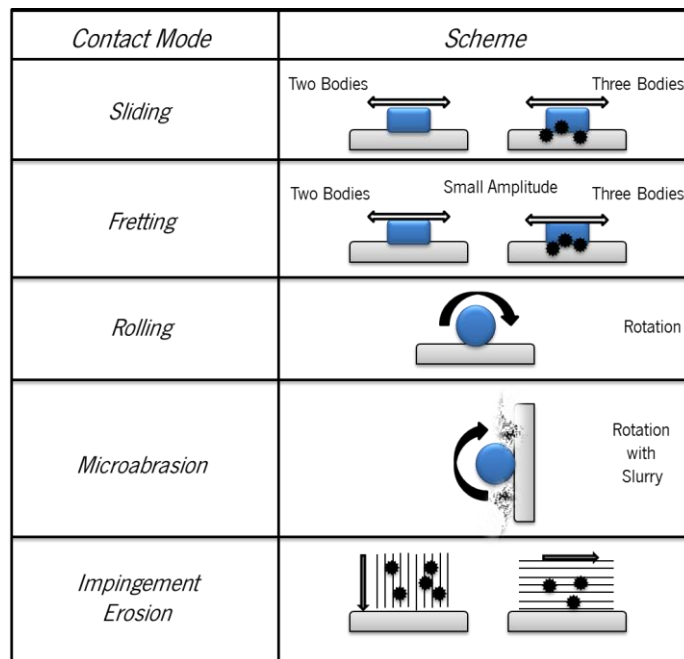 Contact Mode
Scheme
Sliding
Two Bodies
Three Bodies
Fretting
Two Bodies
Small Amplitude
Three Bodies
Rolling
Rotation
Microabrasion
Rotation
with
Slurry
Impingement
Erosion